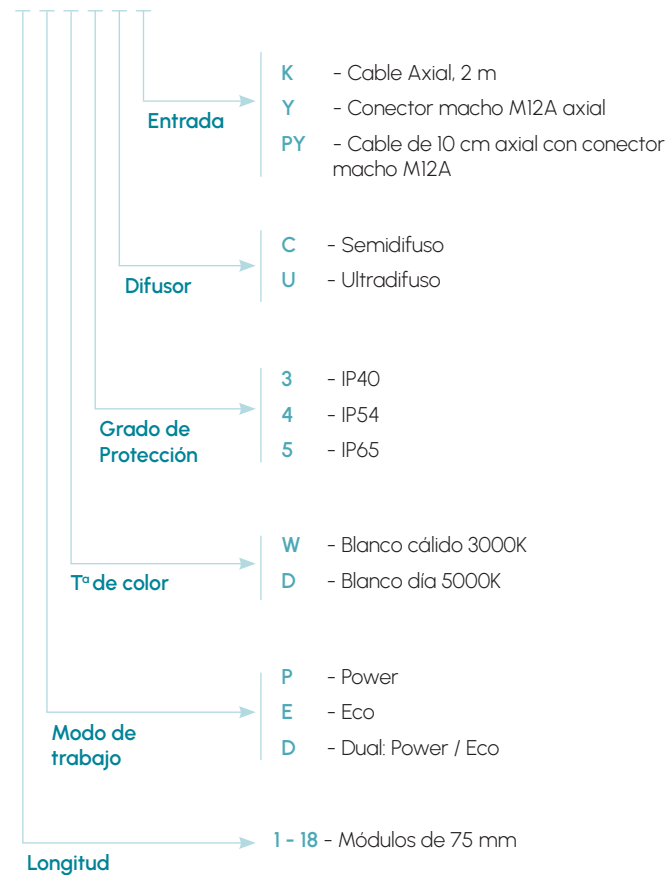 K - Cable Axial, 2 m
Y - Conector macho M12A axial
Entrada
PY - Cable de 10 cm axial con conector
macho M12A
C - Semidifuso
U - Ultradifuso
Difusor
3 - IP40
4 - IP54
Grado de
Protección
5 - IP65
W - Blanco cálido 3000K
Tª de color
D - Blanco día 5000K
P - Power
E - Eco
Modo de
trabajo
D - Dual: Power / Eco
1 - 18 - Módulos de 75 mm
Longitud